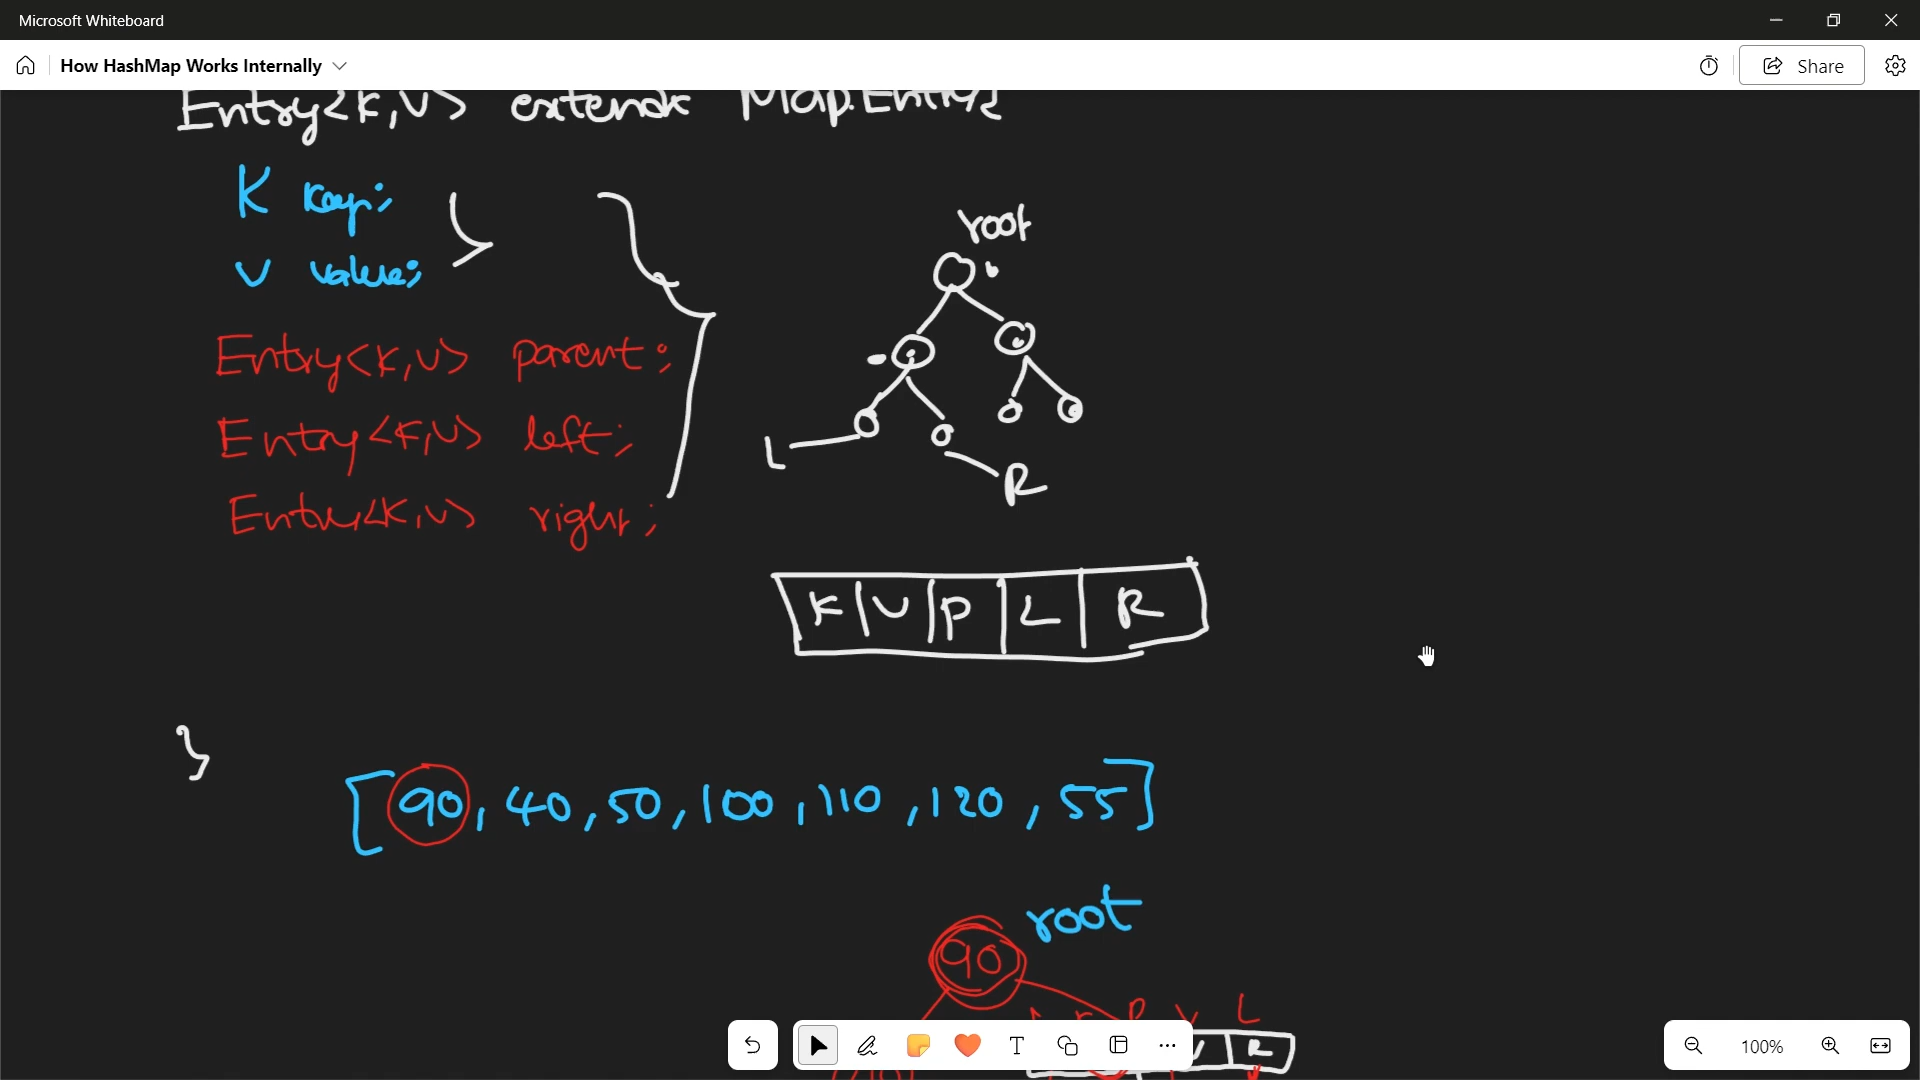 Microsoft Whiteboard
How HashMap Works Internally
Share
Entry<K,V> extends Map.Entry{
K key;
V value;
root
Entry<K,V> parent;
Entry<K,V> left;
L
R
Entry<K,V> right;
K V P L R
}
[90, 40, 50, 100, 110, 120, 55]
root
90
L
R
100%